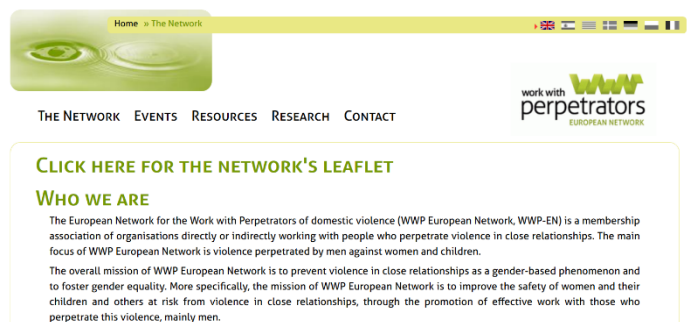 Home » The Network
work with
perpetrators
EUROPEAN NETWORK
The Network Events Resources Research Contact
Click here for the network's leaflet
Who we are
The European Network for the Work with Perpetrators of domestic violence (WWP European Network, WWP-EN) is a membership
association of organisations directly or indirectly working with people who perpetrate violence in close relationships. The main
focus of WWP European Network is violence perpetrated by men against women and children.
The overall mission of WWP European Network is to prevent violence in close relationships as a gender-based phenomenon and
to foster gender equality. More specifically, the mission of WWP European Network is to improve the safety of women and their
children and others at risk from violence in close relationships, through the promotion of effective work with those who
perpetrate this violence, mainly men.